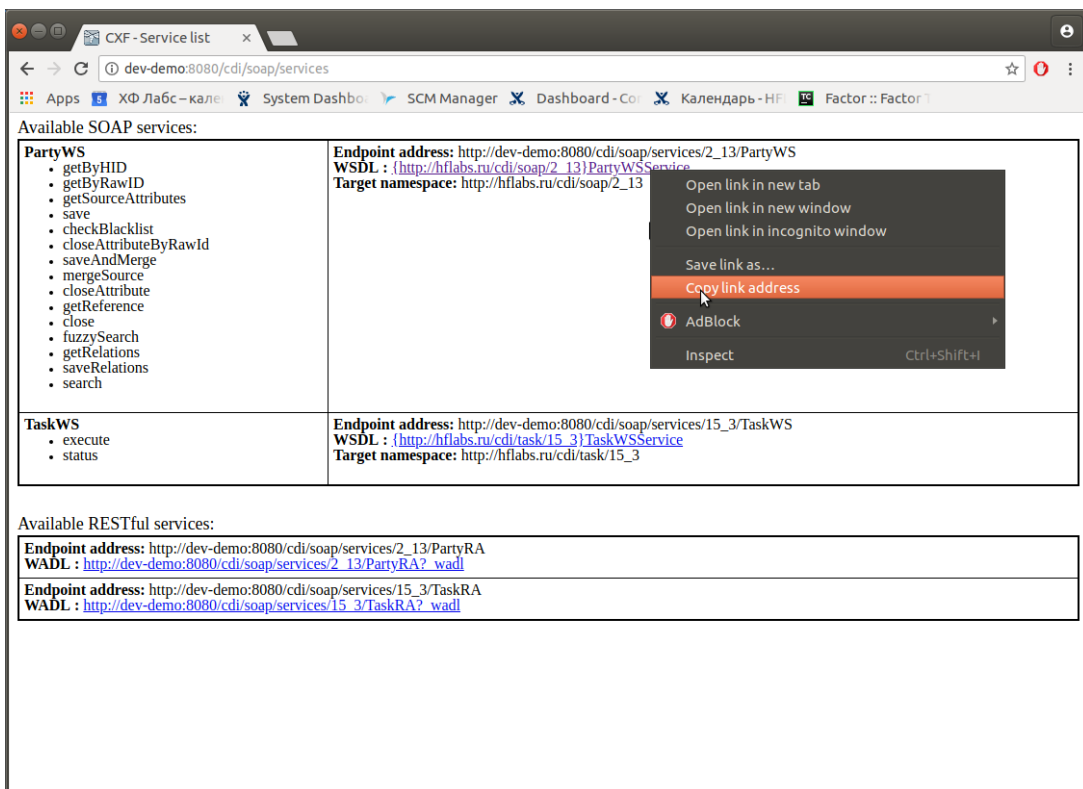 CXF - Service list
dev-demo:8080/cdi/soap/services
Apps 5 ХФ Лабс – кале System Dashbo SCM Manager Dashboard - Co Календарь - HF TC Factor :: Factor
Available SOAP services:
PartyWS
getByHID
getByRawID
getSourceAttributes
save
checkBlacklist
closeAttributeByRawId
saveAndMerge
mergeSource
closeAttribute
getReference
close
fuzzySearch
getRelations
saveRelations
search
Endpoint address: http://dev-demo:8080/cdi/soap/services/2_13/PartyWS
WSDL : {http://hflabs.ru/cdi/soap/2_13}PartyWSService
Target namespace: http://hflabs.ru/cdi/soap/2_13
Open link in new tab
Open link in new window
Open link in incognito window
Save link as...
Copy link address
AdBlock
Inspect Ctrl+Shift+I
TaskWS
execute
status
Endpoint address: http://dev-demo:8080/cdi/soap/services/15_3/TaskWS
WSDL : {http://hflabs.ru/cdi/task/15_3}TaskWSService
Target namespace: http://hflabs.ru/cdi/task/15_3
Available RESTful services:
Endpoint address: http://dev-demo:8080/cdi/soap/services/2_13/PartyRA
WADL : http://dev-demo:8080/cdi/soap/services/2_13/PartyRA?_wadl
Endpoint address: http://dev-demo:8080/cdi/soap/services/15_3/TaskRA
WADL : http://dev-demo:8080/cdi/soap/services/15_3/TaskRA?_wadl